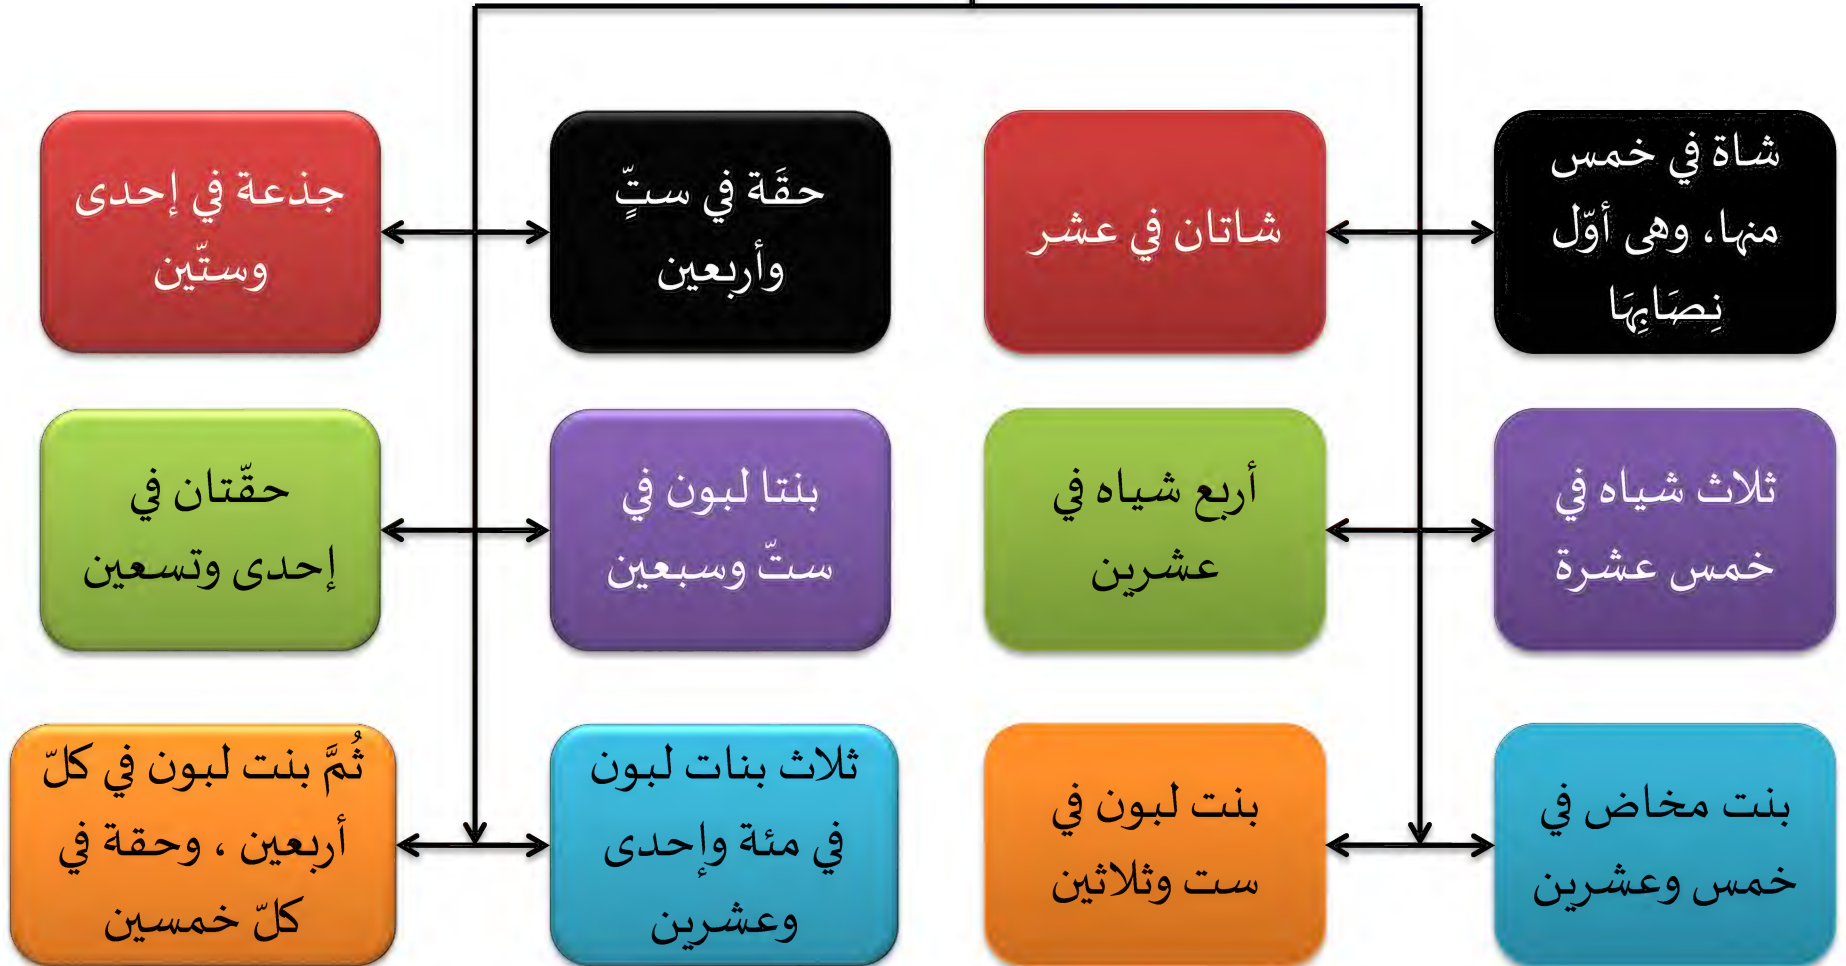 شاة في خمس
منها، وهى أوّل
نِصَابِهَا
شاتان في عشر
ثلاث شياه في
خمس عشرة
أربع شياه في
عشرين
بنت مخاض في
خمس وعشرين
بنت لبون في
ست وثلاثين
حقَة في ستٍّ
وأربعين
جذعة في إحدى
وستّين
بنتا لبون في
ستّ وسبعين
حقّتان في
إحدى وتسعين
ثلاث بنات لبون
في مئة وإحدى
وعشرين
ثُمَّ بنت لبون في كلّ
أربعين ، وحقة في
كلّ خمسين